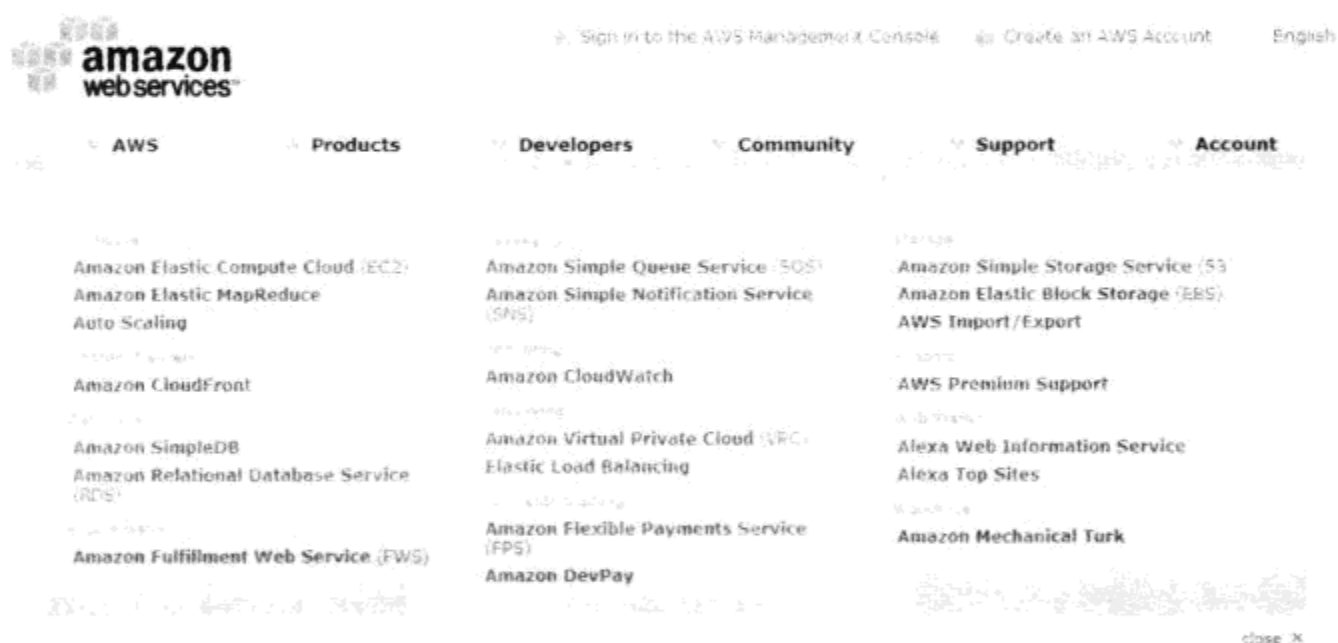 amazon
webservices™
Sign in to the AWS Management Console Create an AWS Account English
AWS Products Developers Community Support Account
Amazon Elastic Compute Cloud (EC2)
Amazon Elastic MapReduce
Auto Scaling
Amazon CloudFront
Amazon SimpleDB
Amazon Relational Database Service
(RDS)
Amazon Fulfillment Web Service (FWS)
Amazon Simple Queue Service (SQS)
Amazon Simple Notification Service
(SNS)
Amazon CloudWatch
Amazon Virtual Private Cloud (VPC)
Elastic Load Balancing
Amazon Flexible Payments Service
(FPS)
Amazon DevPay
Storage
Amazon Simple Storage Service (S3
Amazon Elastic Block Storage (EBS)
AWS Import/Export
Support
AWS Premium Support
Alexa Web Information Service
Alexa Top Sites
Amazon Mechanical Turk
close X